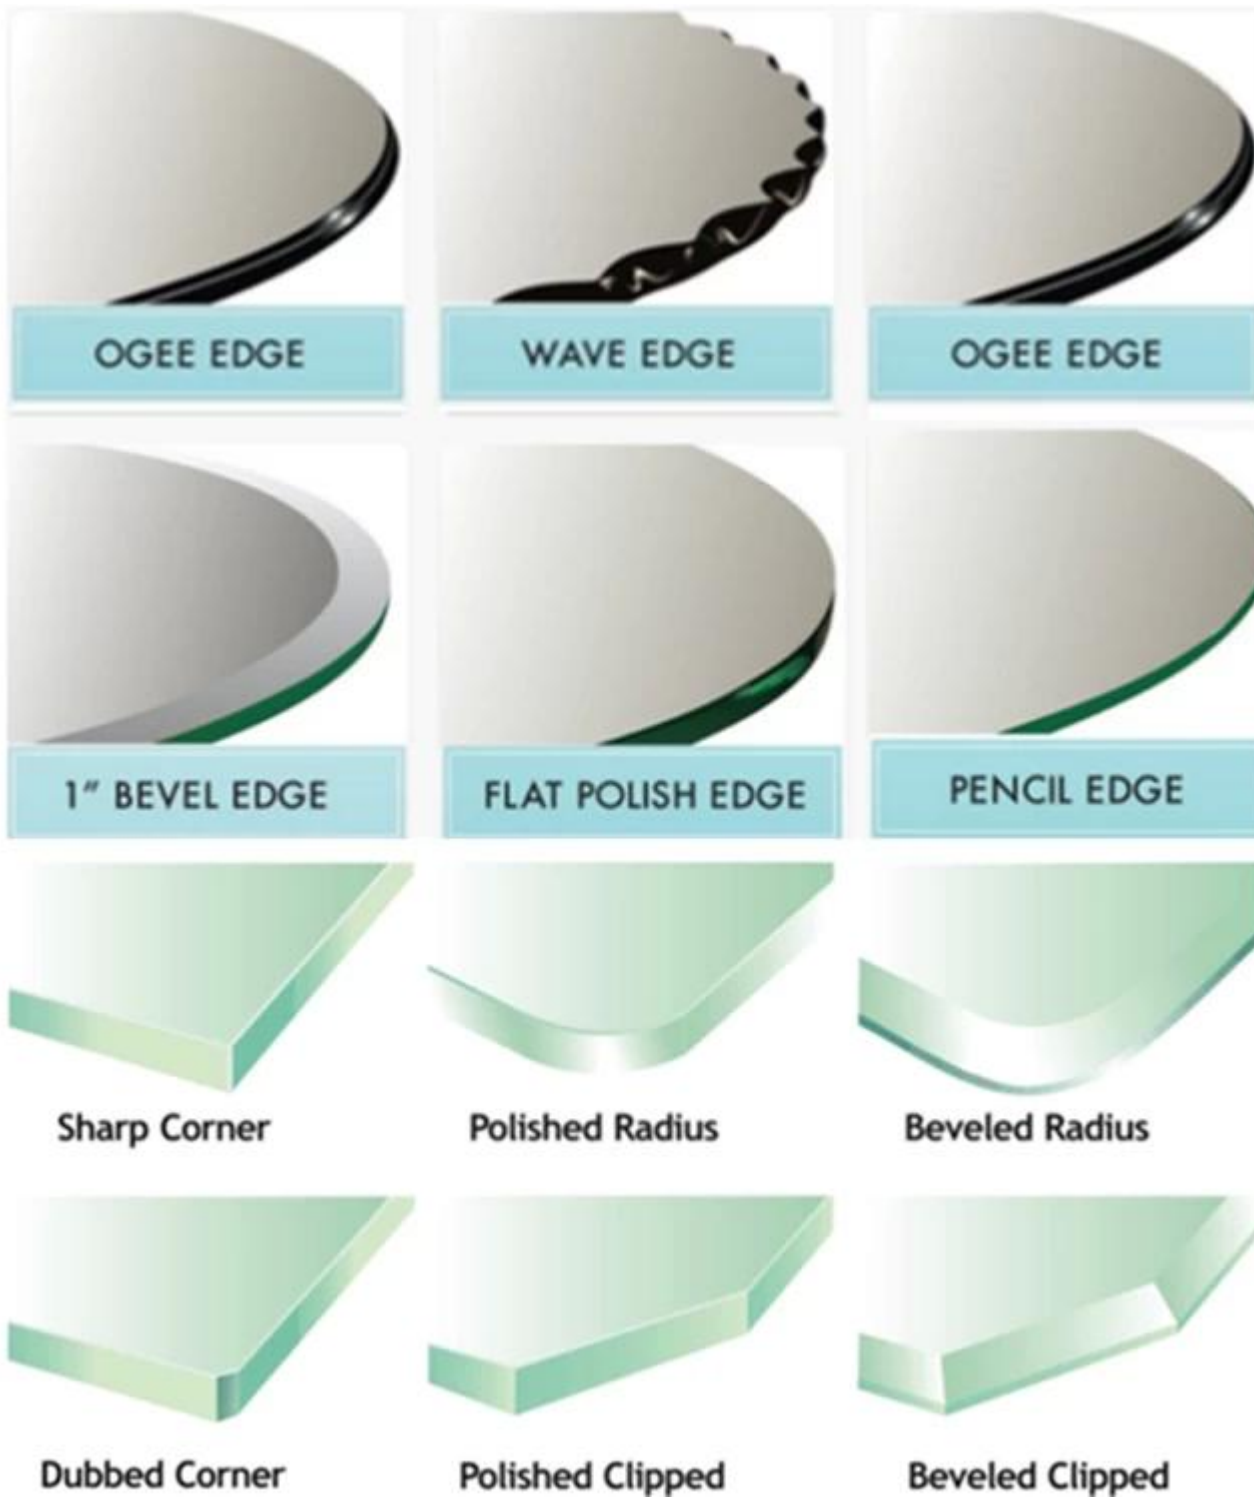 OGEE EDGE
WAVE EDGE
OGEE EDGE
1" BEVEL EDGE
FLAT POLISH EDGE
PENCIL EDGE
Sharp Corner
Polished Radius
Beveled Radius
Dubbed Corner
Polished Clipped
Beveled Clipped